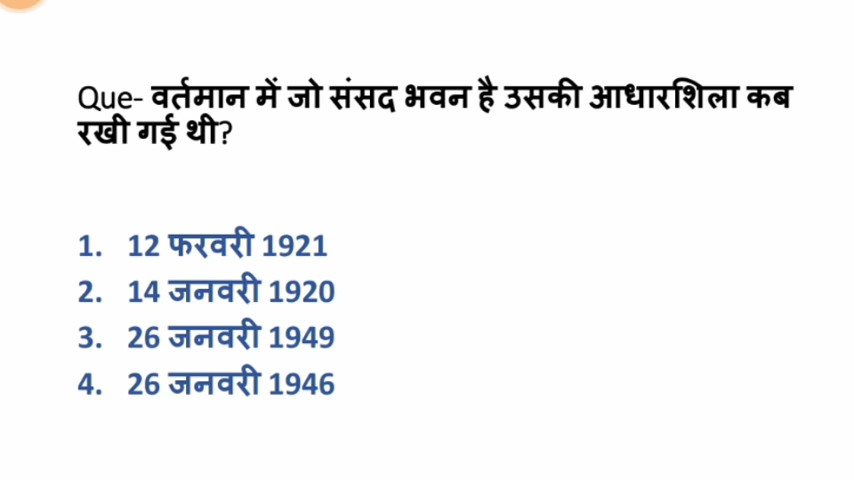 Que- वर्तमान में जो संसद भवन है उसकी आधारशिला कब
रखी गई थी?
1. 12 फरवरी 1921
2. 14 जनवरी 1920
3. 26 जनवरी 1949
4. 26 जनवरी 1946